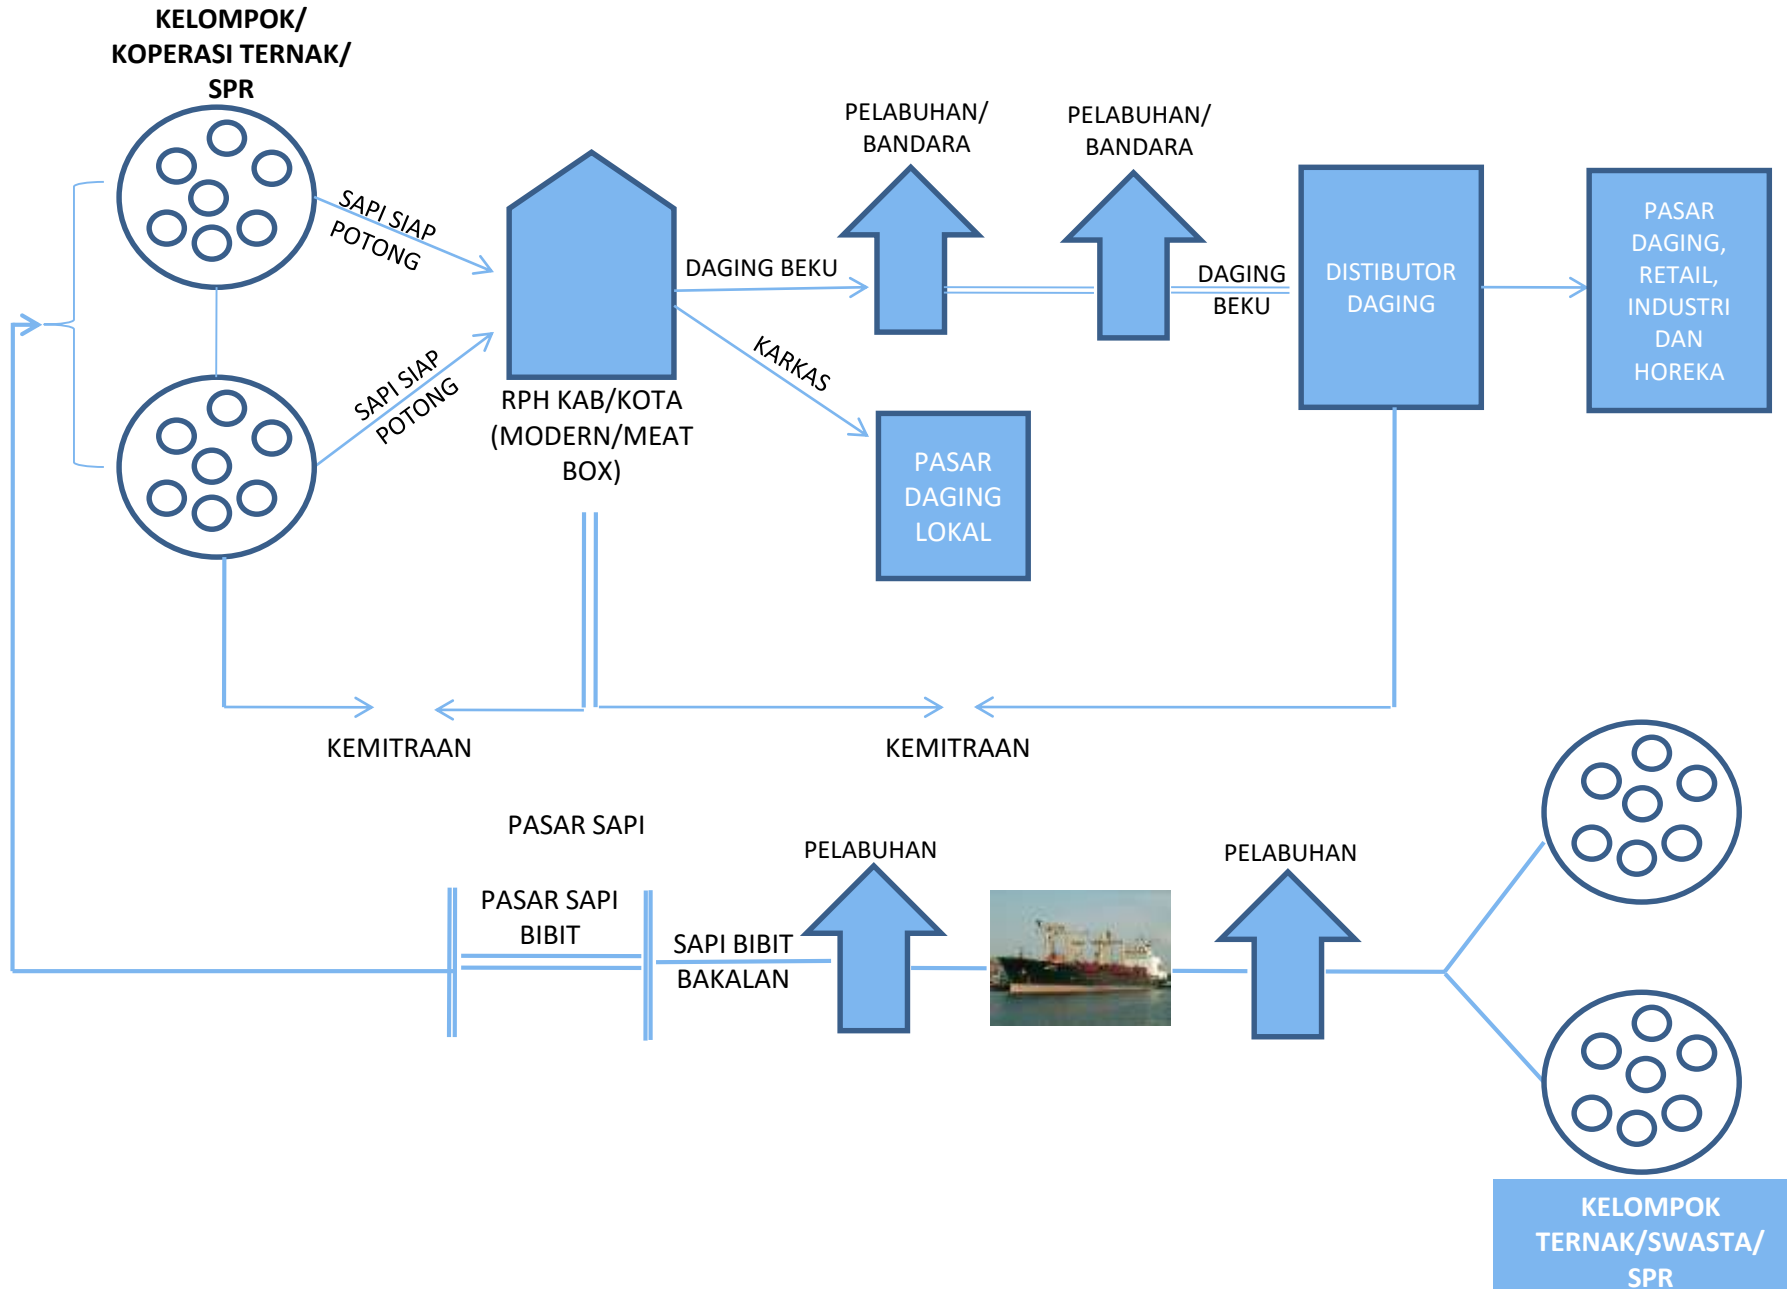 KELOMPOK/
KOPERASI TERNAK/
SPR
SAPI SIAP
POTONG
SAPI SIAP
POTONG
RPH KAB/KOTA
(MODERN/MEAT
BOX)
DAGING BEKU
KARKAS
PELABUHAN/
BANDARA
PELABUHAN/
BANDARA
DAGING
BEKU
DISTIBUTOR
DAGING
PASAR
DAGING,
RETAIL,
INDUSTRI
DAN
HOREKA
PASAR
DAGING
LOKAL
KEMITRAAN
KEMITRAAN
PASAR SAPI
PASAR SAPI
BIBIT
SAPI BIBIT
BAKALAN
PELABUHAN
PELABUHAN
KELOMPOK
TERNAK/SWASTA/
SPR